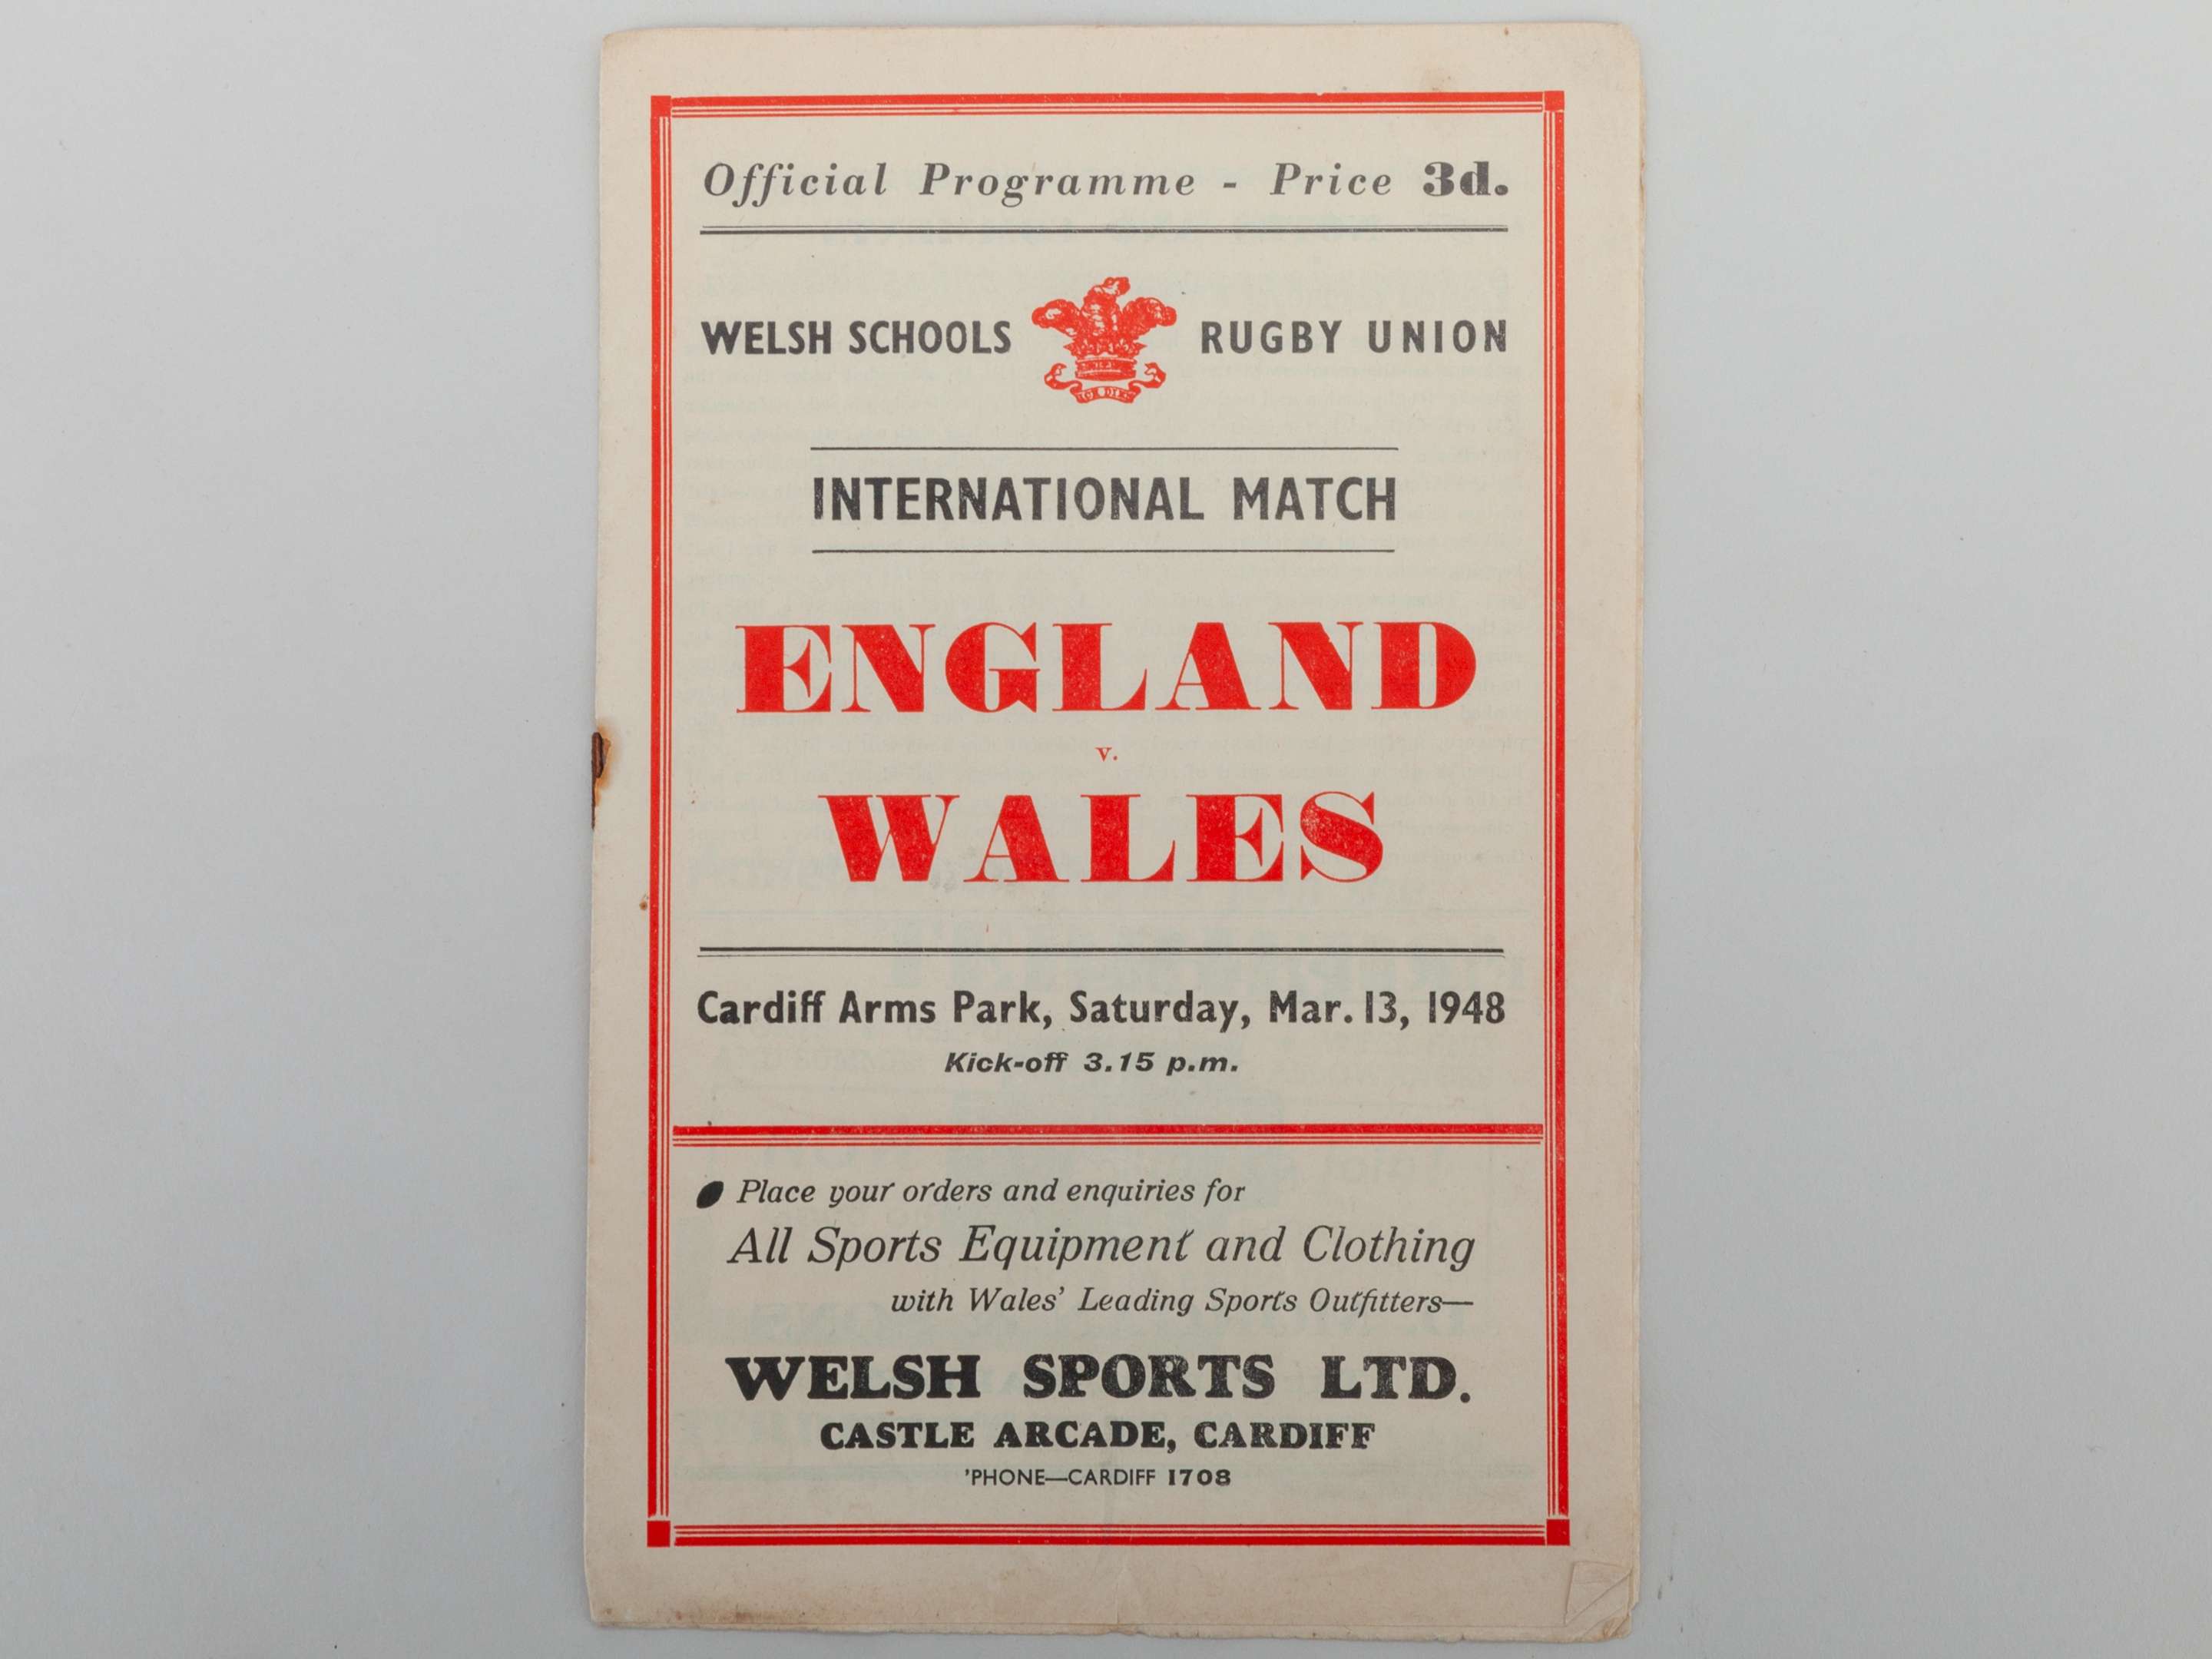 Official Programme - Price 3d.
WELSH SCHOOLS RUGBY UNION
INTERNATIONAL MATCH
ENGLAND
v.
WALES
Cardiff Arms Park, Saturday, Mar. 13, 1948
Kick-off 3.15 p.m.
Place your orders and enquiries for
All Sports Equipment and Clothing
with Wales' Leading Sports Outfitters—
WELSH SPORTS LTD.
CASTLE ARCADE, CARDIFF
'PHONE—CARDIFF 1708